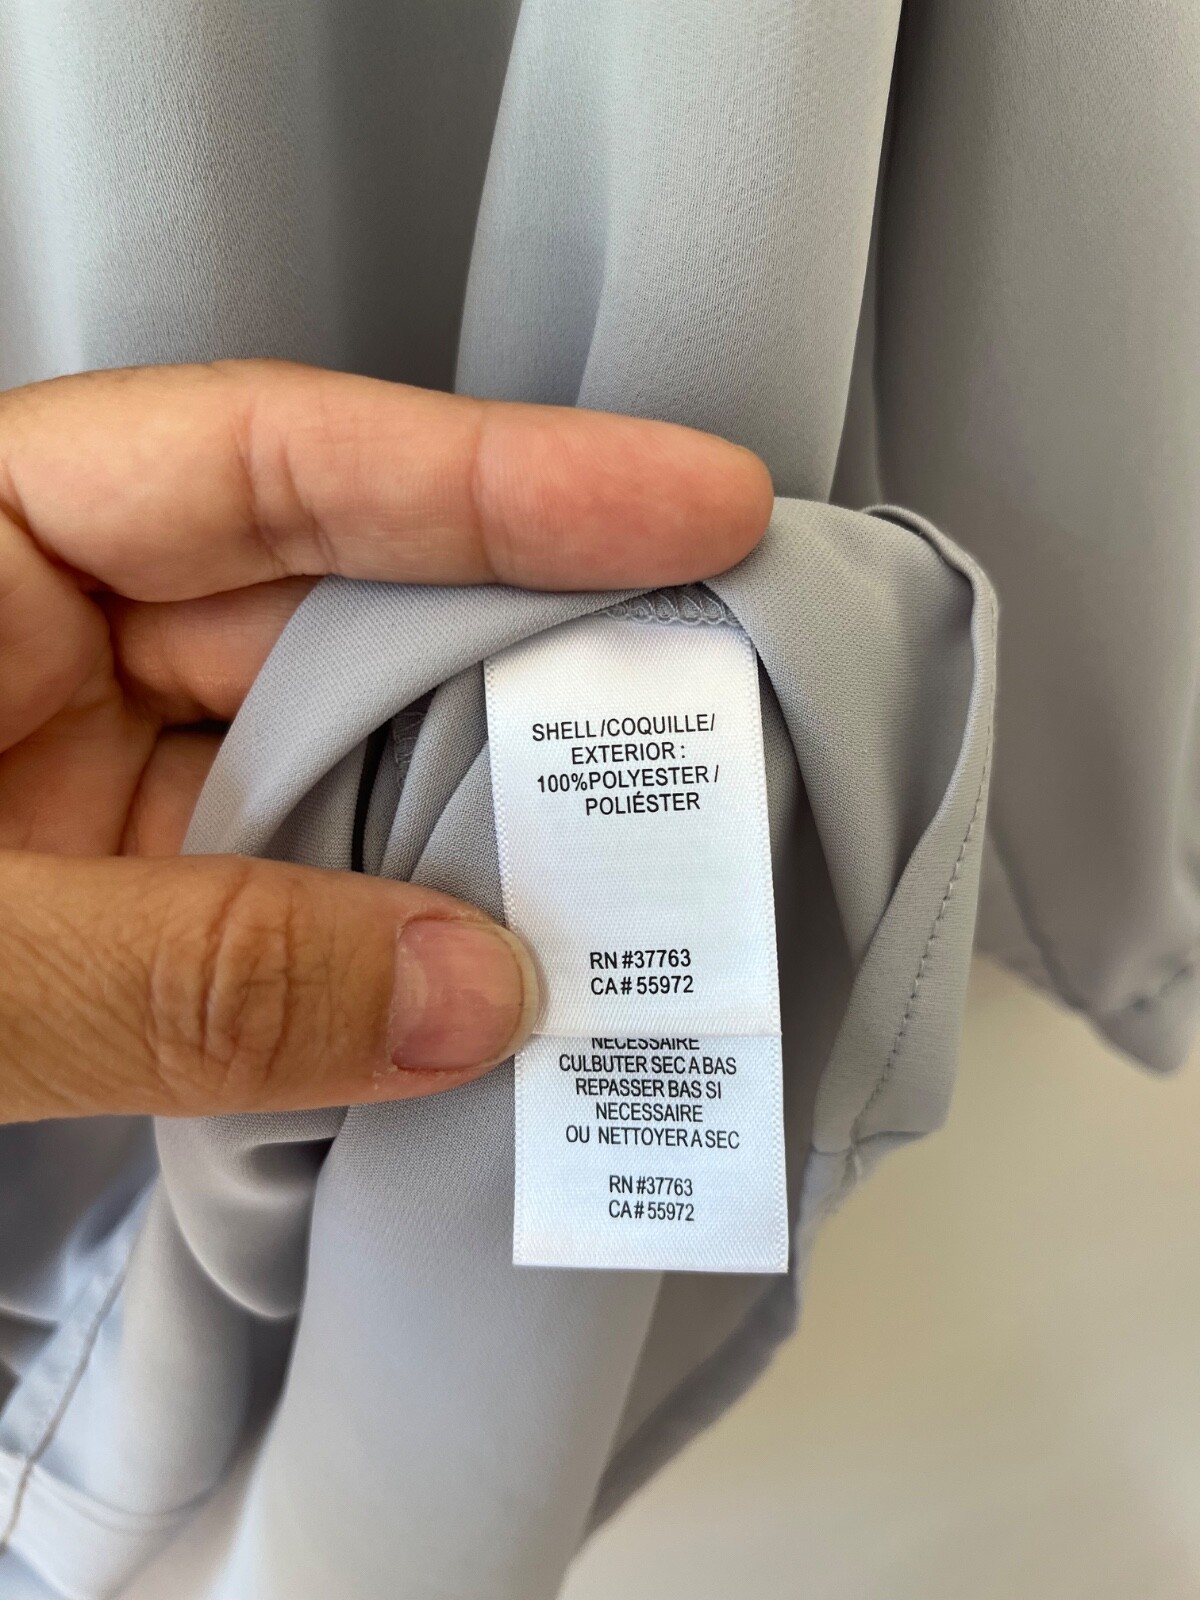 SHELL/COQUILLE/
EXTERIOR:
100%POLYESTER/
POLIÉSTER
RN #37763
CA# 55972
NECESSAIRE
CULBUTER SEC A BAS
REPASSER BAS SI
NECESSAIRE
OU NETTOYER A SEC
RN #37763
CA# 55972